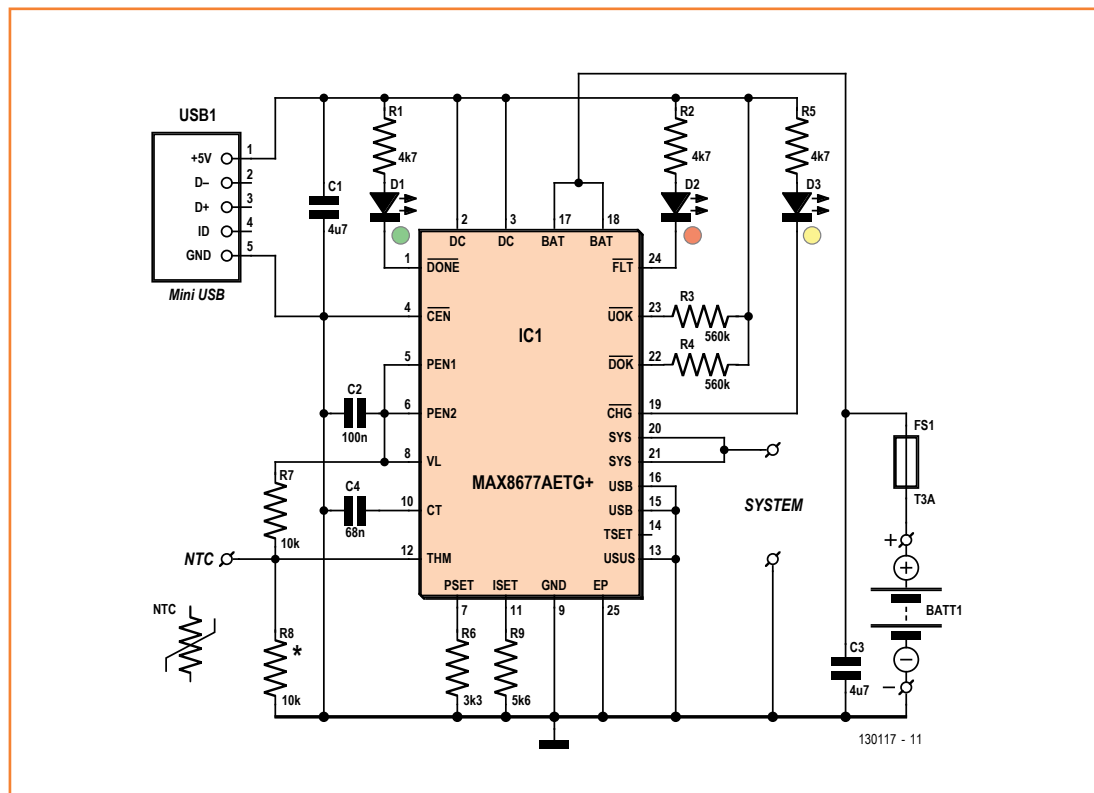 USB1
+5V
1
D–
2
D+
3
ID
4
GND
5
Mini USB
C1
4u7
R1
4k7
D1
R2
4k7
D2
R5
4k7
D3
2
DC
3
DC
17
BAT
18
BAT
1
DONE
24
FLT
4
CEN
23
UOK
R3
560k
IC1
5
PEN1
22
DOK
R4
560k
C2
100n
6
PEN2
19
CHG
20
SYS
8
VL
21
SYS
R7
10k
C4
68n
MAX8677AETG+
16
USB
10
CT
15
USB
14
TSET
SYSTEM
NTC
12
THM
13
USUS
PSET
7
ISET
11
GND
9
EP
25
NTC
R8
*
10k
R6
3k3
R9
5k6
FS1
T3A
+
+
BATT1
–
–
C3
4u7
130117 - 11